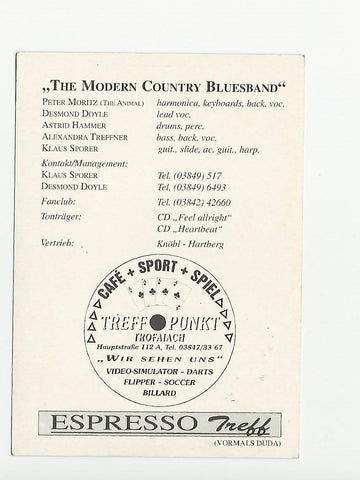 „The Modern Country Bluesband“
Peter Moritz (The Animal) harmonica, keyboards, back, voc.
Desmond Doyle lead voc.
Astrid Hammer drums, perc.
Alexandra Treffner bass, back, voc.
Klaus Sporer guit., slide, ac. guit., harp.
Kontakt/Management:
Klaus Sporer Tel. (03849) 517
Desmond Doyle Tel. (03849) 6493
Fanclub: Tel. (03842) 42660
Tonträger: CD „Feel allright“
CD „Heartbeat“
Vertrieb: Knöbl - Hartberg
CAFÉ + SPORT + SPIEL
TREFF PUNKT
TROFAIACH
Hauptstraße 112 A, Tel. 03847/33 67
„WIR SEHEN UNS“
VIDEO-SIMULATOR – DARTS
FLIPPER – SOCCER
BILLARD
ESPRESSO Treff
(VORMALS DUDA)